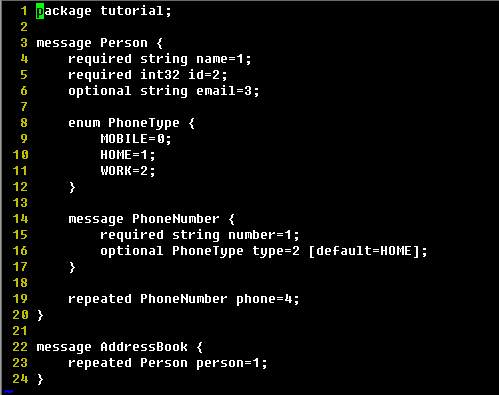 1 package tutorial;
2
3 message Person {
4     required string name=1;
5     required int32 id=2;
6     optional string email=3;
7
8     enum PhoneType {
9         MOBILE=0;
10         HOME=1;
11         WORK=2;
12     }
13
14     message PhoneNumber {
15         required string number=1;
16         optional PhoneType type=2 [default=HOME];
17     }
18
19     repeated PhoneNumber phone=4;
20 }
21
22 message AddressBook {
23     repeated Person person=1;
24 }
~